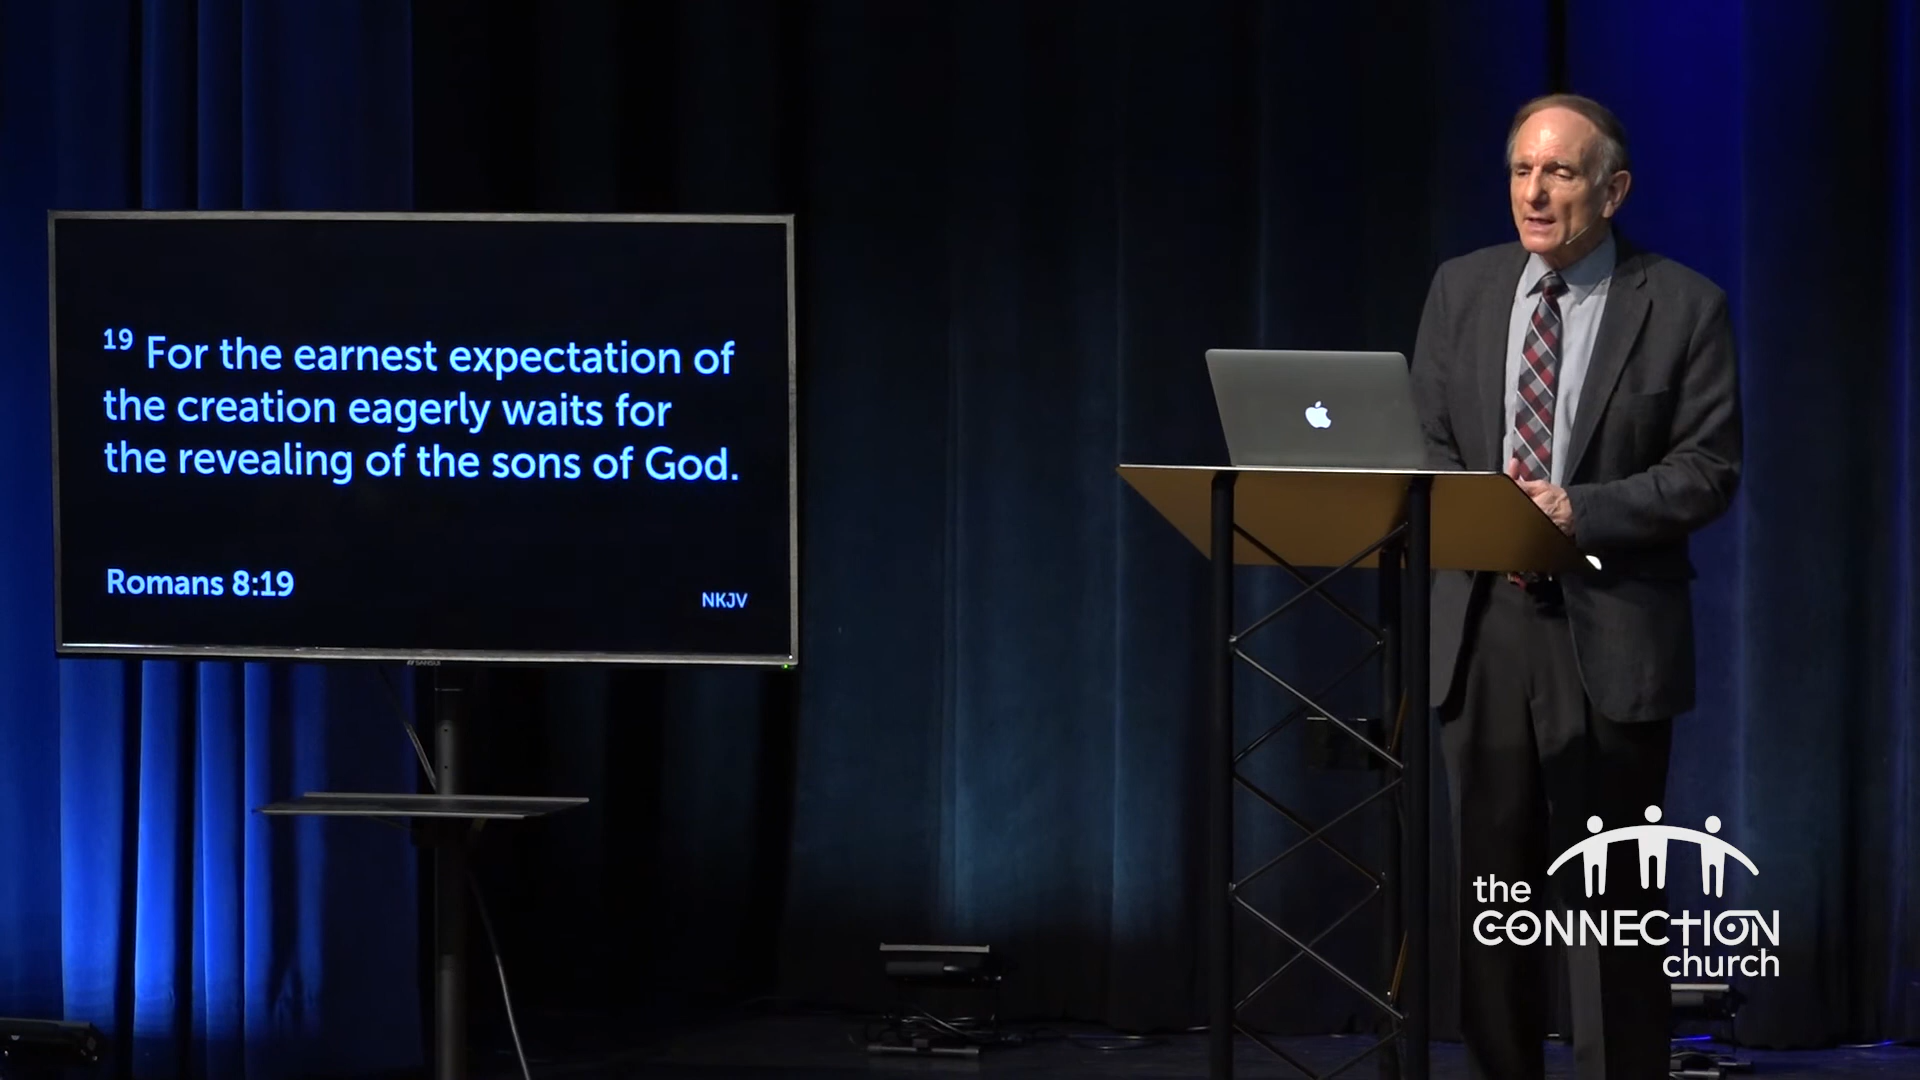 19 For the earnest expectation of
the creation eagerly waits for
the revealing of the sons of God.
Romans 8:19
NKJV
SANSUI
the
CONNECTION
church